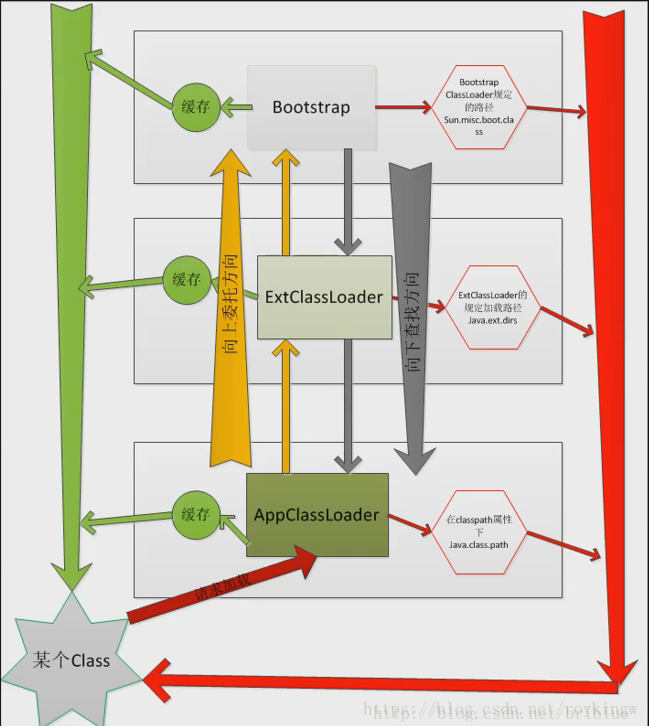 缓存
Bootstrap
Bootstrap
ClassLoader规定
的路径
Sun.misc.boot.cla
ss
缓存
向上委托方向
ExtClassLoader
向下查找方向
ExtClassLoader的
规定加载路径
Java.ext.dirs
缓存
AppClassLoader
在classpath属性
下
Java.class.path
请求加载
某个Class
https://blog.csdn.net/roykingw